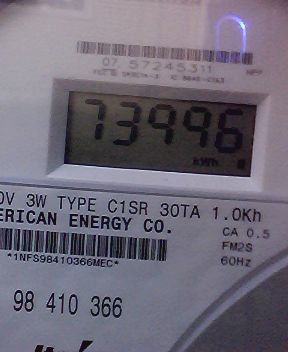 07 57245311
73996
kWh
0V 3W TYPE C1SR 30TA 1.0Kh
ERICAN ENERGY CO.
CA 0.5
FM2S
60Hz
*1NFS98410366MEC*
98 410 366